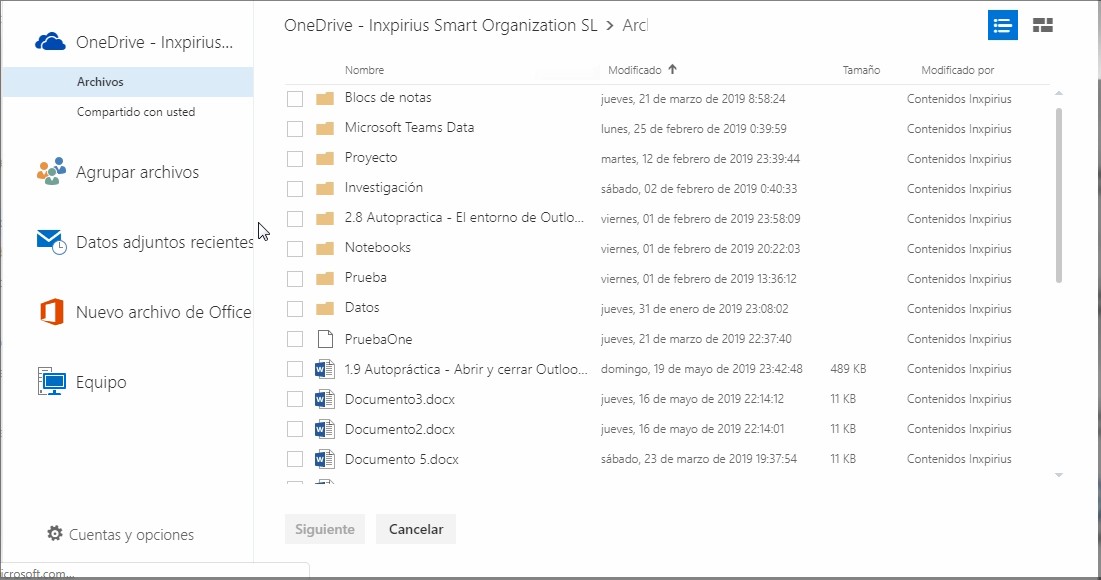 OneDrive - Inxpirius...
Archivos
Compartido con usted
Agrupar archivos
Datos adjuntos recientes
Nuevo archivo de Office
Equipo
Cuentas y opciones
icrosoft.com...
OneDrive - Inxpirius Smart Organization SL > Arcl
Nombre Modificado ↑ Tamaño Modificado por
Blocs de notas jueves, 21 de marzo de 2019 8:58:24 Contenidos Inxpirius
Microsoft Teams Data lunes, 25 de febrero de 2019 0:39:59 Contenidos Inxpirius
Proyecto martes, 12 de febrero de 2019 23:39:44 Contenidos Inxpirius
Investigación sábado, 02 de febrero de 2019 0:40:33 Contenidos Inxpirius
2.8 Autopractica - El entorno de Outlo... viernes, 01 de febrero de 2019 23:58:09 Contenidos Inxpirius
Notebooks viernes, 01 de febrero de 2019 20:22:03 Contenidos Inxpirius
Prueba viernes, 01 de febrero de 2019 13:36:12 Contenidos Inxpirius
Datos jueves, 31 de enero de 2019 23:08:02 Contenidos Inxpirius
PruebaOne jueves, 21 de marzo de 2019 22:37:40 Contenidos Inxpirius
1.9 Autopráctica - Abrir y cerrar Outloo... domingo, 19 de mayo de 2019 23:42:48 489 KB Contenidos Inxpirius
Documento3.docx jueves, 16 de mayo de 2019 22:14:12 11 KB Contenidos Inxpirius
Documento2.docx jueves, 16 de mayo de 2019 22:14:01 11 KB Contenidos Inxpirius
Documento 5.docx sábado, 23 de marzo de 2019 19:37:54 11 KB Contenidos Inxpirius
Siguiente Cancelar